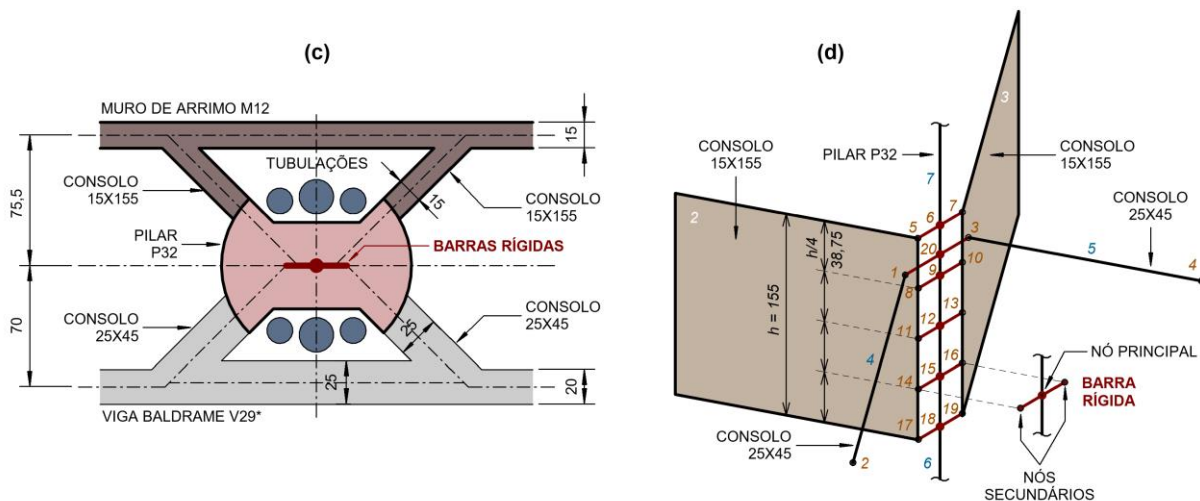 (c)
MURO DE ARRIMO M12
15
TUBULAÇÕES
CONSOLO
15X155
15
CONSOLO
15X155
75,5
PILAR
P32
BARRAS RÍGIDAS
70
CONSOLO
25X45
25
CONSOLO
25X45
25
20
VIGA BALDRAME V29*
(d)
3
CONSOLO
15X155
PILAR P32
CONSOLO
15X155
7
2
5
6
7
CONSOLO
25X45
20
3
h/4
38,75
1
9
10
5
4
8
h = 155
13
12
11
4
16
15
NÓ PRINCIPAL
14
BARRA
RÍGIDA
19
18
17
CONSOLO
25X45
2
6
NÓS
SECUNDÁRIOS